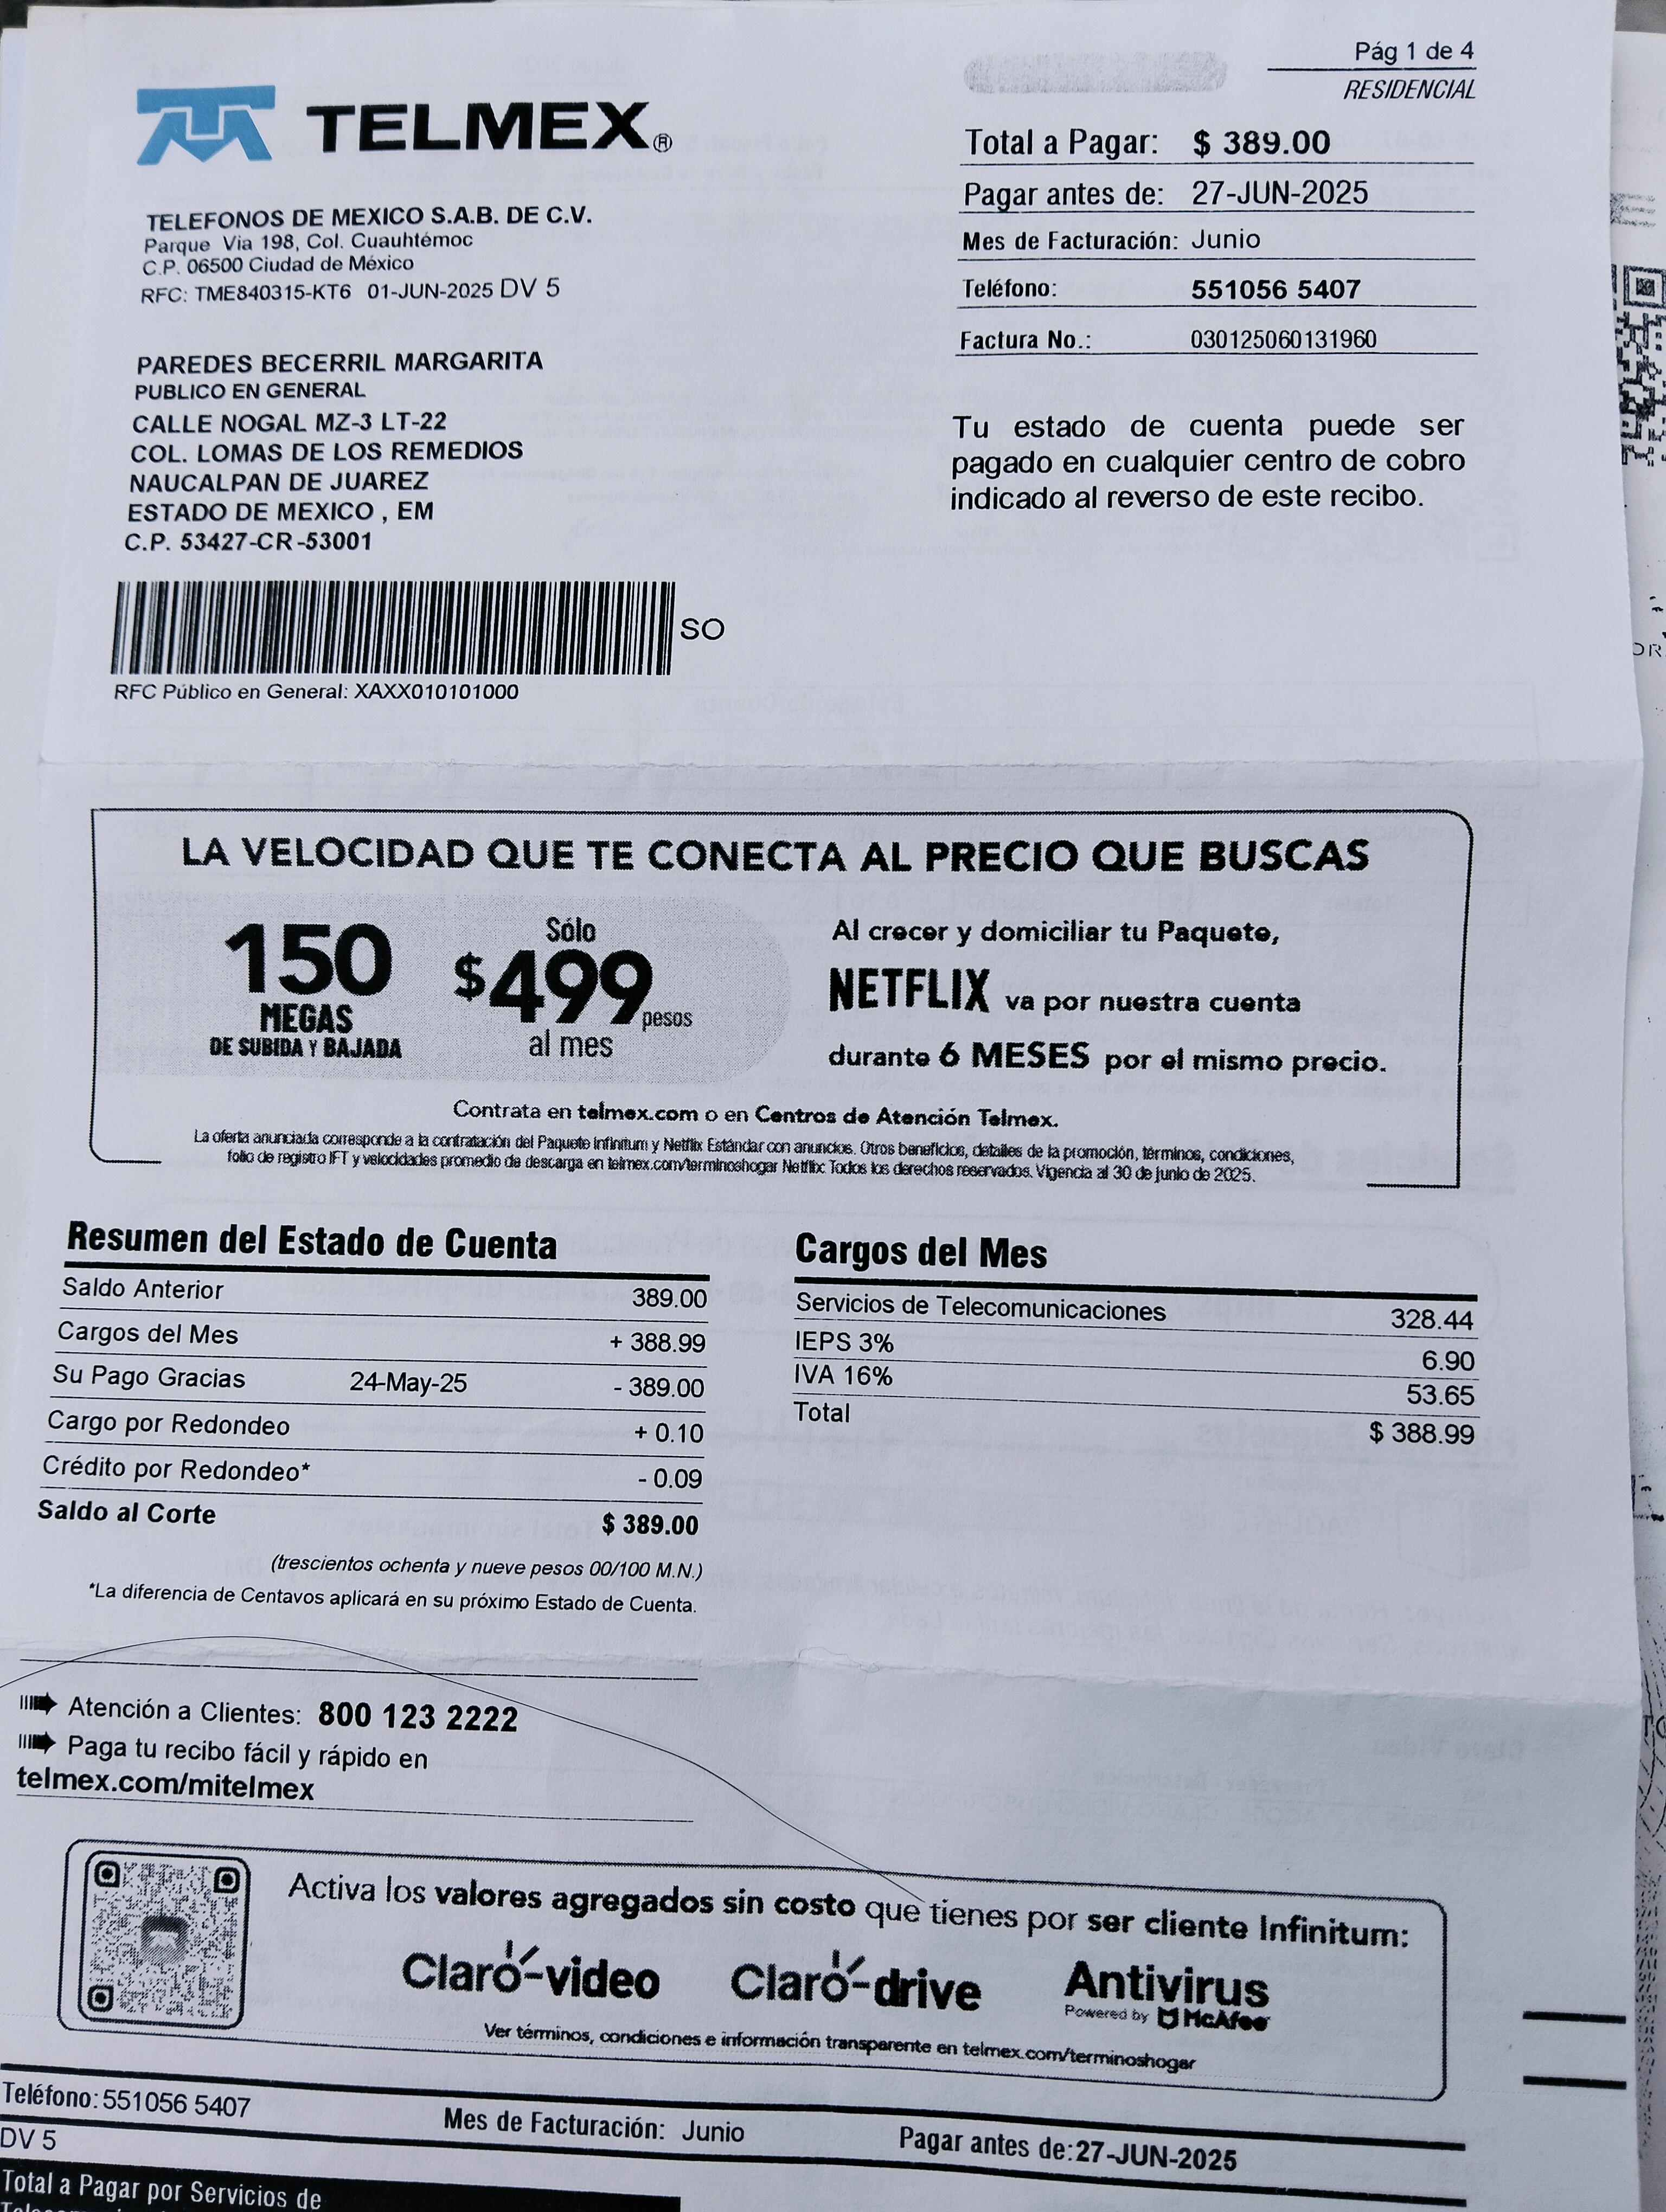 Pág 1 de 4
RESIDENCIAL
TELMEX®
Total a Pagar: $ 389.00
Pagar antes de: 27-JUN-2025
Mes de Facturación: Junio
Teléfono: 551056 5407
Factura No.: 030125060131960
TELEFONOS DE MEXICO S.A.B. DE C.V.
Parque Via 198, Col. Cuauhtémoc
C.P. 06500 Ciudad de México
RFC: TME840315-KT6 01-JUN-2025 DV 5
PAREDES BECERRIL MARGARITA
PUBLICO EN GENERAL
CALLE NOGAL MZ-3 LT-22
COL. LOMAS DE LOS REMEDIOS
NAUCALPAN DE JUAREZ
ESTADO DE MEXICO , EM
C.P. 53427-CR-53001
Tu estado de cuenta puede ser
pagado en cualquier centro de cobro
indicado al reverso de este recibo.
SO
RFC Público en General: XAXX010101000
LA VELOCIDAD QUE TE CONECTA AL PRECIO QUE BUSCAS
150
MEGAS
DE SUBIDA Y BAJADA
Sólo
$499 pesos
al mes
Al crecer y domiciliar tu Paquete,
NETFLIX va por nuestra cuenta
durante 6 MESES por el mismo precio.
Contrata en telmex.com o en Centros de Atención Telmex.
La oferta anunciada corresponde a la contratación del Paquete Infinitum y Netflix Estándar con anuncios. Otros beneficios, detalles de la promoción, términos, condiciones,
folio de registro IFT y velocidades promedio de descarga en telmex.com/terminoshogar Netflix: Todos los derechos reservados. Vigencia al 30 de junio de 2025.
Resumen del Estado de Cuenta
Saldo Anterior 389.00
Cargos del Mes + 388.99
Su Pago Gracias 24-May-25 - 389.00
Cargo por Redondeo + 0.10
Crédito por Redondeo* - 0.09
Saldo al Corte $ 389.00
(trescientos ochenta y nueve pesos 00/100 M.N.)
*La diferencia de Centavos aplicará en su próximo Estado de Cuenta.
Cargos del Mes
Servicios de Telecomunicaciones 328.44
IEPS 3% 6.90
IVA 16% 53.65
Total $ 388.99
Atención a Clientes: 800 123 2222
Paga tu recibo fácil y rápido en
telmex.com/mitelmex
Activa los valores agregados sin costo que tienes por ser cliente Infinitum:
Claro-video Claro-drive Antivirus
Powered by McAfee
Ver términos, condiciones e información transparente en telmex.com/terminoshogar
Teléfono: 551056 5407 Mes de Facturación: Junio Pagar antes de: 27-JUN-2025
DV 5
Total a Pagar por Servicios de